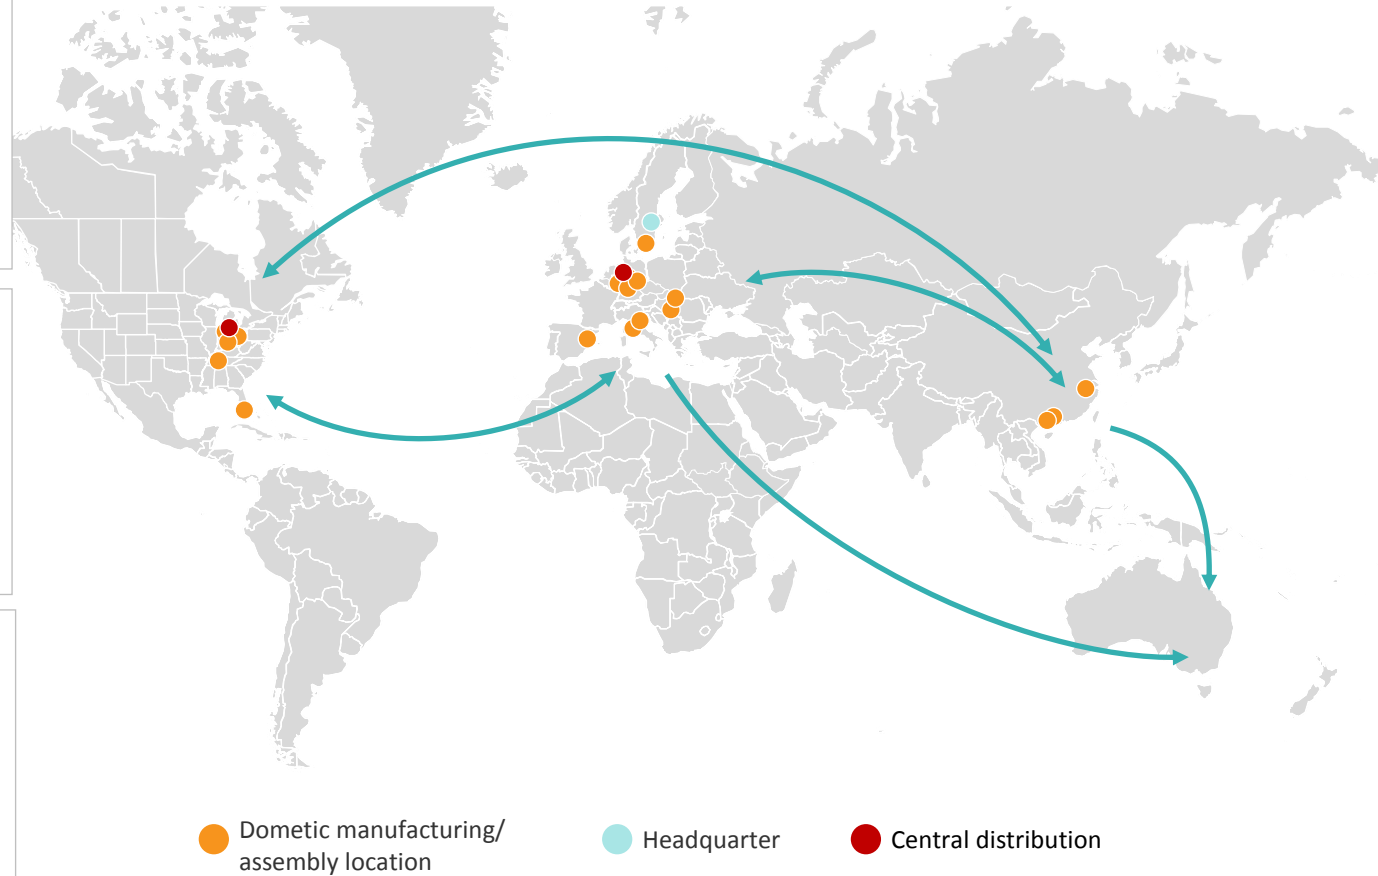 Dometic manufacturing/
assembly location
Headquarter
Central distribution